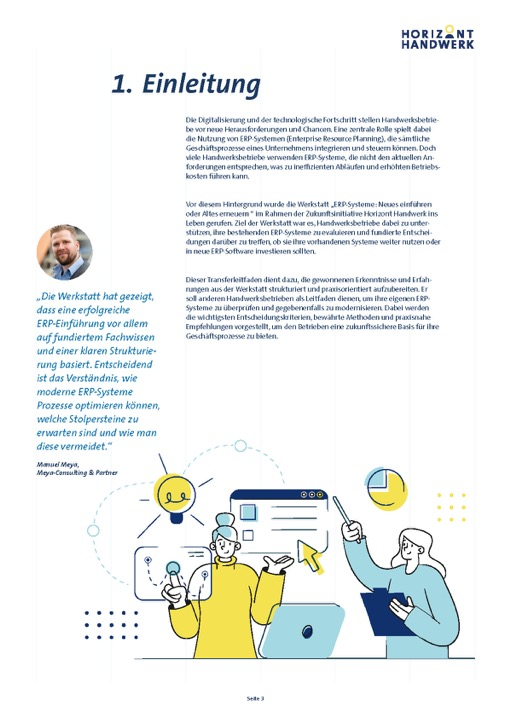 HORIZONT
HANDWERK
1. Einleitung
Die Digitalisierung und der technologische Fortschritt stellen Handwerksbetrie-
be vor neue Herausforderungen und Chancen. Eine zentrale Rolle spielt dabei
die Nutzung von ERP-Systemen (Enterprise Resource Planning), die sämtliche
Geschäftsprozesse eines Unternehmens integrieren und steuern können. Doch
viele Handwerksbetriebe verwenden ERP-Systeme, die nicht den aktuellen An-
forderungen entsprechen, was zu ineffizienten Abläufen und erhöhten Betriebs-
kosten führen kann.
Vor diesem Hintergrund wurde die Werkstatt „ERP-Systeme: Neues einführen
oder Altes erneuern“ im Rahmen der Zukunftsinitiative Horizont Handwerk ins
Leben gerufen. Ziel der Werkstatt war es, Handwerksbetriebe dabei zu unter-
stützen, ihre bestehenden ERP-Systeme zu evaluieren und fundierte Entschei-
dungen darüber zu treffen, ob sie ihre vorhandenen Systeme weiter nutzen oder
in neue ERP-Software investieren sollten.
Dieser Transferleitfaden dient dazu, die gewonnenen Erkenntnisse und Erfah-
rungen aus der Werkstatt strukturiert und praxisorientiert aufzubereiten. Er
soll anderen Handwerksbetrieben als Leitfaden dienen, um ihre eigenen ERP-
Systeme zu überprüfen und gegebenenfalls zu modernisieren. Dabei werden
die wichtigsten Entscheidungskriterien, bewährte Methoden und praxisnahe
Empfehlungen vorgestellt, um den Betrieben eine zukunftssichere Basis für ihre
Geschäftsprozesse zu bieten.
„Die Werkstatt hat gezeigt,
dass eine erfolgreiche
ERP-Einführung vor allem
auf fundiertem Fachwissen
und einer klaren Strukturie-
rung basiert. Entscheidend
ist das Verständnis, wie
moderne ERP-Systeme
Prozesse optimieren können,
welche Stolpersteine zu
erwarten sind und wie man
diese vermeidet.“
Manuel Meya,
Meya-Consulting & Partner
Seite 3